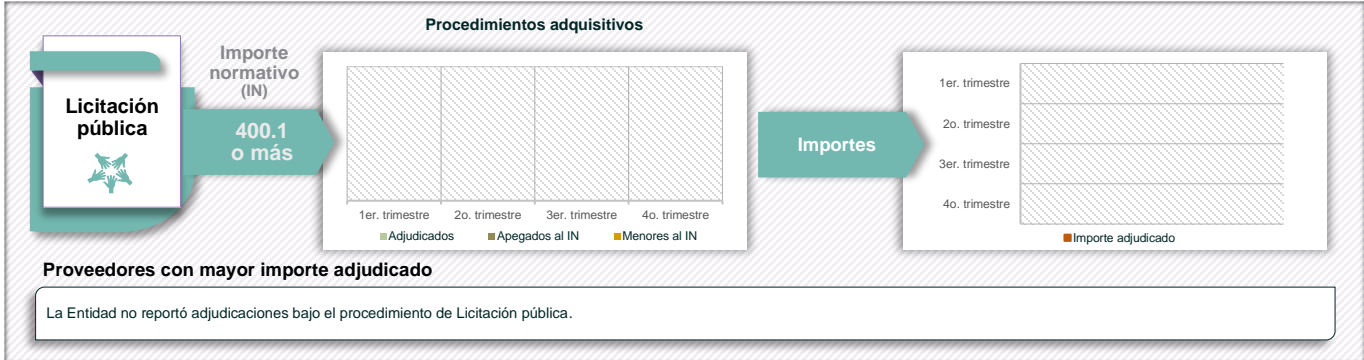 Procedimientos adquisitivos
Licitación
pública
Importe
normativo
(IN)
400.1
o más
1er. trimestre 2o. trimestre 3er. trimestre 4o. trimestre
Adjudicados Apegados al IN Menores al IN
Importes
1er. trimestre
2o. trimestre
3er. trimestre
4o. trimestre
Importe adjudicado
Proveedores con mayor importe adjudicado
La Entidad no reportó adjudicaciones bajo el procedimiento de Licitación pública.